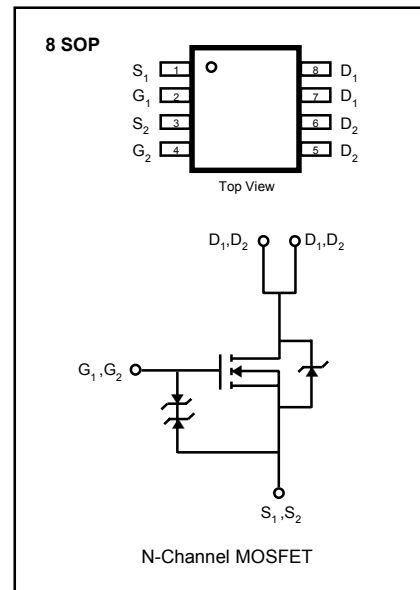 8 SOP
S₁ 1 8 D₁
G₁ 2 7 D₁
S₂ 3 6 D₂
G₂ 4 5 D₂
Top View
D₁,D₂ D₁,D₂
G₁,G₂
S₁,S₂
N-Channel MOSFET